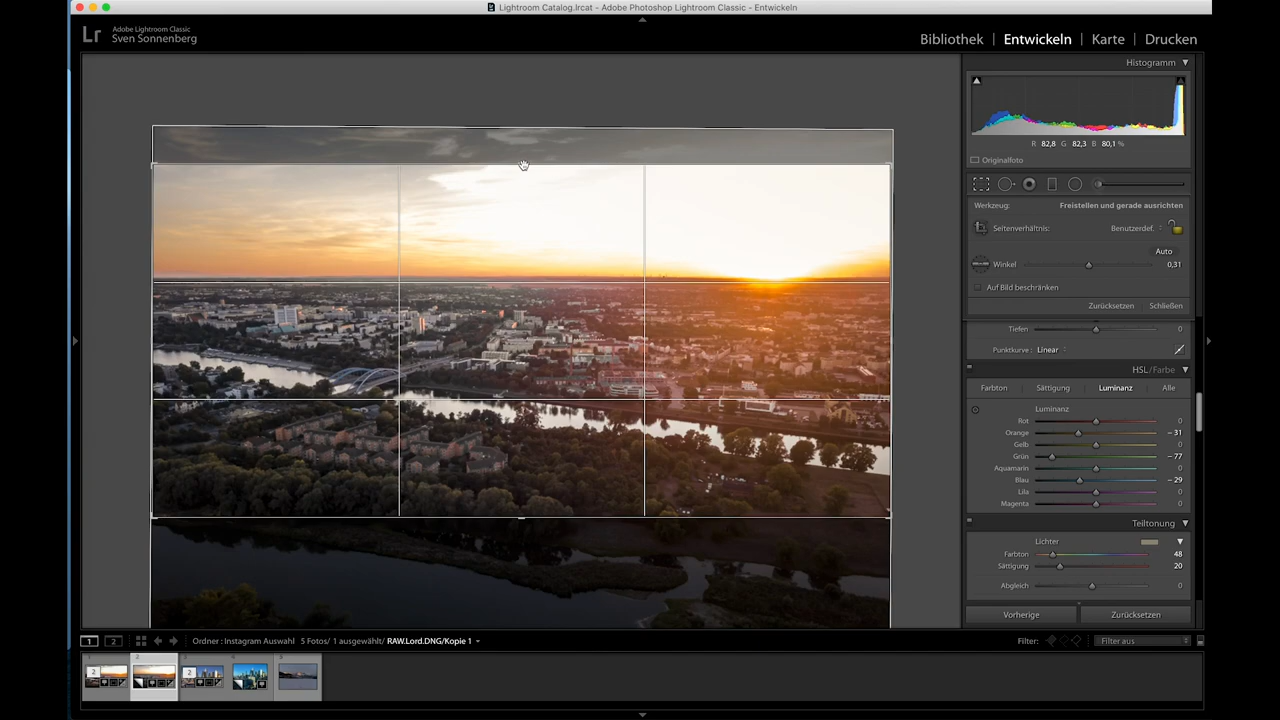 Lightroom Catalog.lrcat - Adobe Photoshop Lightroom Classic - Entwickeln
Lr
Adobe Lightroom Classic
Sven Sonnenberg
Bibliothek | Entwickeln | Karte | Drucken
Histogramm
R 82,8 G 82,3 B 80,1 %
Originalfoto
Werkzeug: Freistellen und gerade ausrichten
Seitenverhältnis: Benutzerdef.
Auto
Winkel 0,31
Auf Bild beschränken
Zurücksetzen Schließen
Tiefen 0
Punktkurve: Linear
HSL/Farbe
Farbton Sättigung Luminanz Alle
Luminanz
Rot 0
Orange – 31
Gelb 0
Grün – 77
Aquamarin 0
Blau – 29
Lila 0
Magenta 0
Teiltonung
Lichter
Farbton 48
Sättigung 20
Abgleich 0
Vorherige Zurücksetzen
1 2 Ordner : Instagram Auswahl 5 Fotos/ 1 ausgewählt/ RAW.Lord.DNG/Kopie 1 Filter: Filter aus
2 2